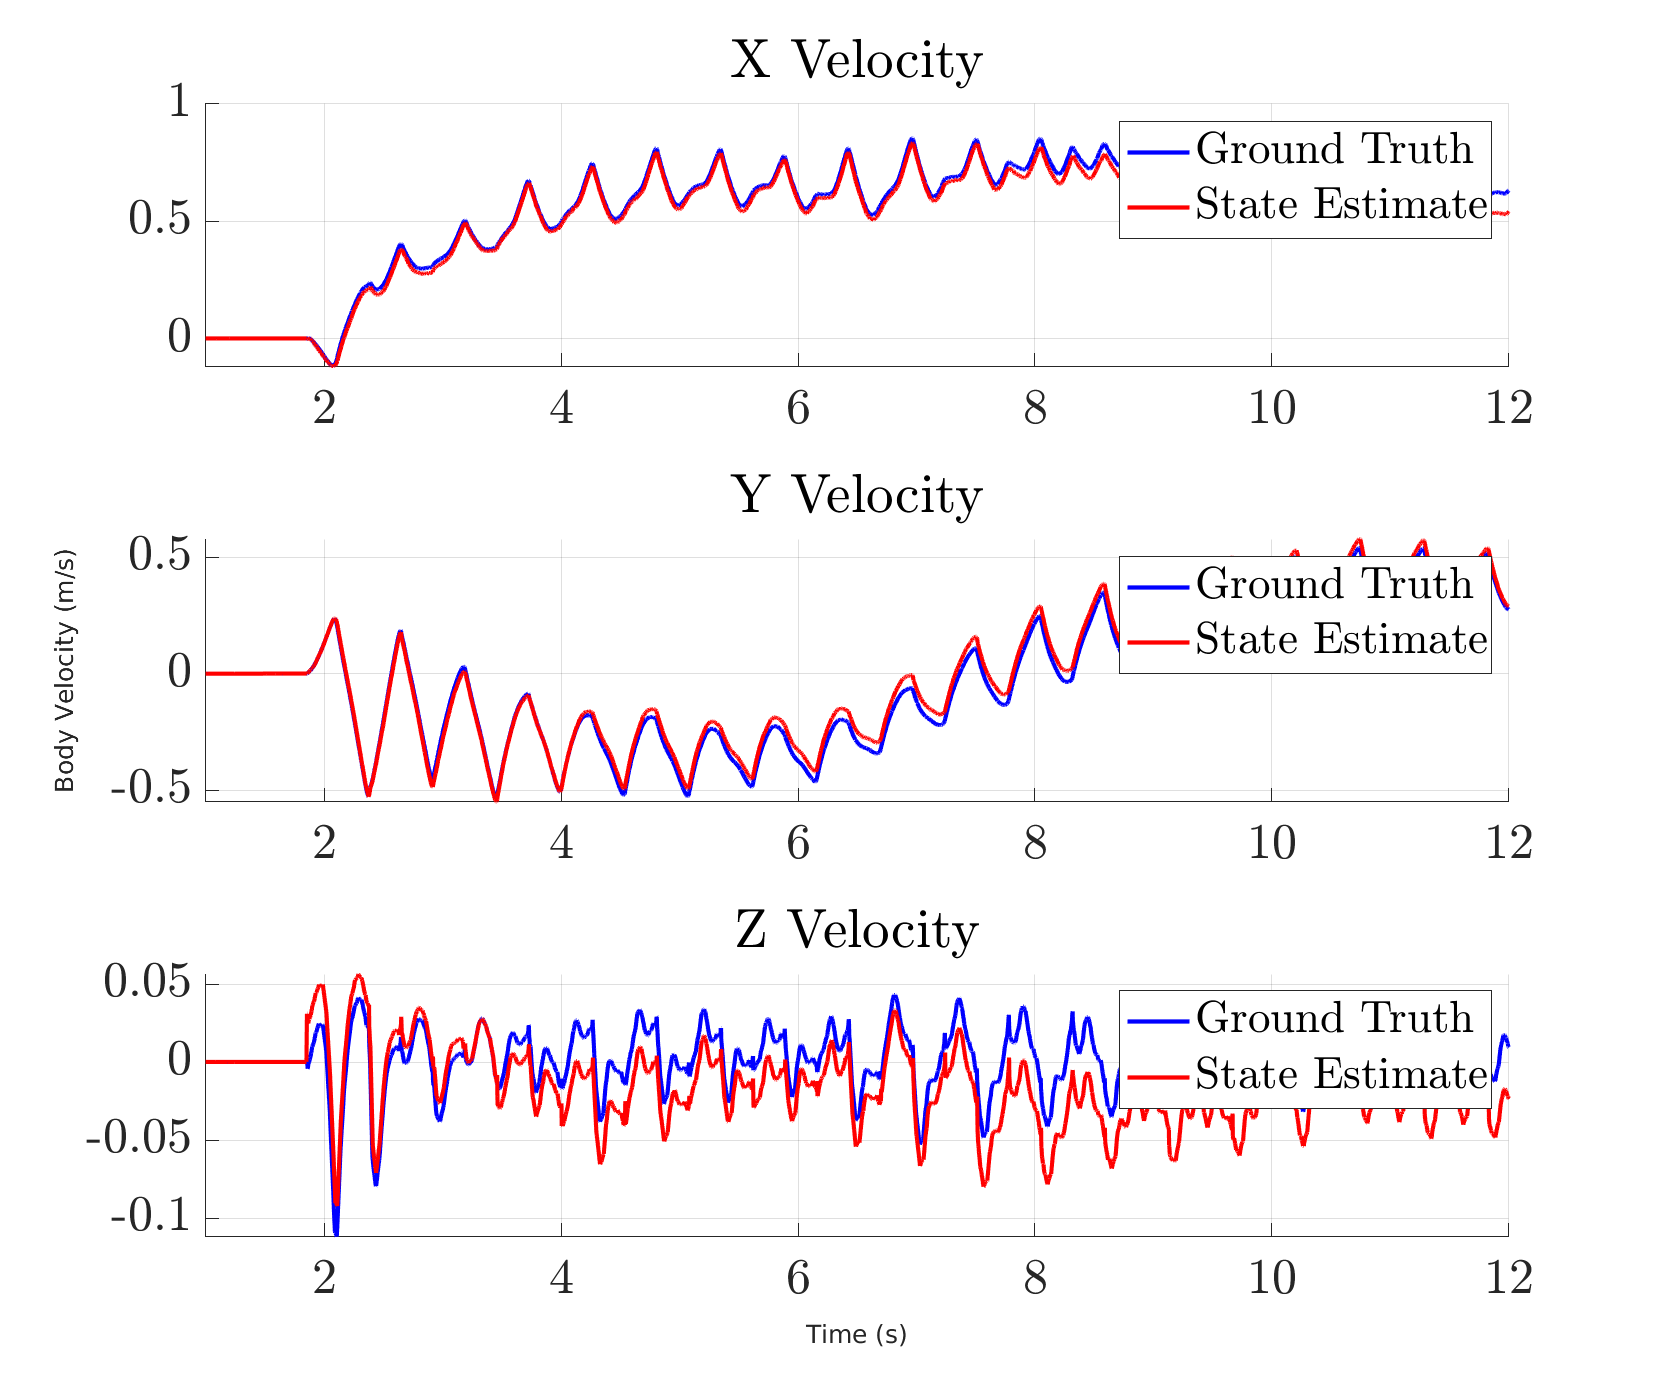 X Velocity
1
0.5
0
Ground Truth
State Estimate
2 4 6 8 10 12
Y Velocity
Body Velocity (m/s)
0.5
0
-0.5
Ground Truth
State Estimate
2 4 6 8 10 12
Z Velocity
0.05
0
-0.05
-0.1
Ground Truth
State Estimate
2 4 6 8 10 12
Time (s)